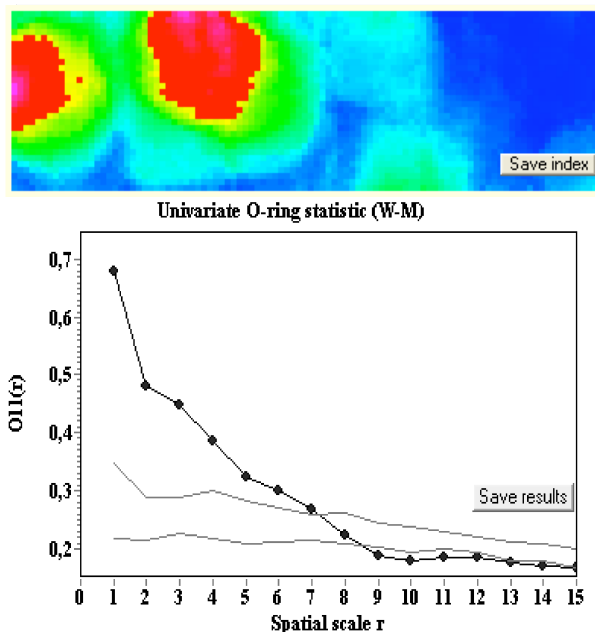 Save index
Univariate O-ring statistic (W-M)
0,7
0,6
0,5
0,4
0,3
0,2
O11(r)
Save results
0 1 2 3 4 5 6 7 8 9 10 11 12 13 14 15
Spatial scale r